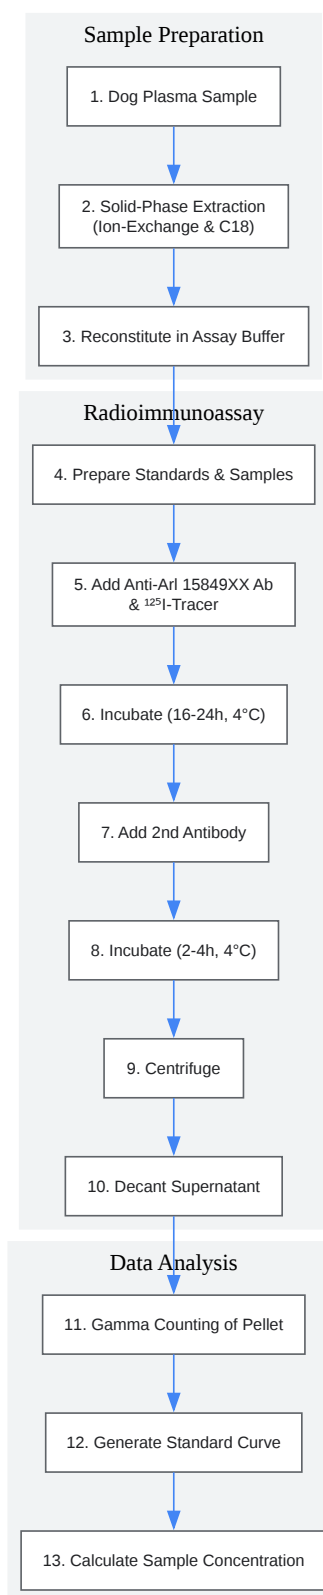 Sample Preparation
1. Dog Plasma Sample
2. Solid-Phase Extraction
(Ion-Exchange & C18)
3. Reconstitute in Assay Buffer
Radioimmunoassay
4. Prepare Standards & Samples
5. Add Anti-Arl 15849XX Ab
& ¹²⁵I-Tracer
6. Incubate (16-24h, 4°C)
7. Add 2nd Antibody
8. Incubate (2-4h, 4°C)
9. Centrifuge
10. Decant Supernatant
Data Analysis
11. Gamma Counting of Pellet
12. Generate Standard Curve
13. Calculate Sample Concentration